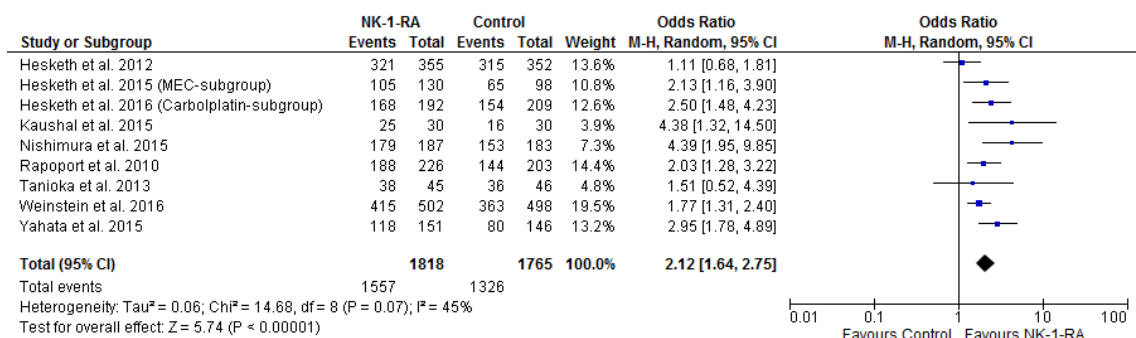 NK-1-RA Control Odds Ratio Odds Ratio
Study or Subgroup Events Total Events Total Weight M-H, Random, 95% CI M-H, Random, 95% CI
Hesketh et al. 2012 321 355 315 352 13.6% 1.11 [0.68, 1.81]
Hesketh et al. 2015 (MEC-subgroup) 105 130 65 98 10.8% 2.13 [1.16, 3.90]
Hesketh et al. 2016 (Carbolplatin-subgroup) 168 192 154 209 12.6% 2.50 [1.48, 4.23]
Kaushal et al. 2015 25 30 16 30 3.9% 4.38 [1.32, 14.50]
Nishimura et al. 2015 179 187 153 183 7.3% 4.39 [1.95, 9.85]
Rapoport et al. 2010 188 226 144 203 14.4% 2.03 [1.28, 3.22]
Tanioka et al. 2013 38 45 36 46 4.8% 1.51 [0.52, 4.39]
Weinstein et al. 2016 415 502 363 498 19.5% 1.77 [1.31, 2.40]
Yahata et al. 2015 118 151 80 146 13.2% 2.95 [1.78, 4.89]
Total (95% CI) 1818 1765 100.0% 2.12 [1.64, 2.75]
Total events 1557 1326
Heterogeneity: Tau² = 0.06; Chi² = 14.68, df = 8 (P = 0.07); I² = 45%
Test for overall effect: Z = 5.74 (P < 0.00001)
0.01 0.1 1 10 100
Favours Control Favours NK-1-RA